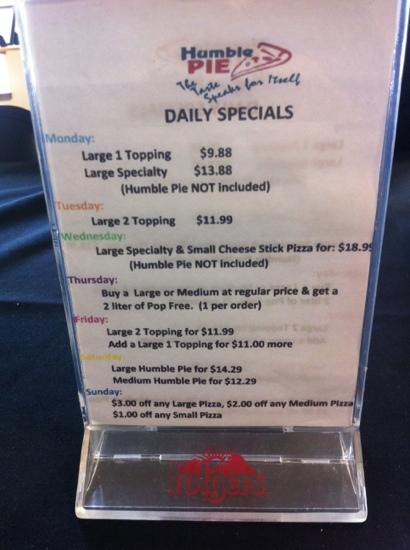 Humble
PIE
The Taste
Speaks for Itself
DAILY SPECIALS
Monday:
Large 1 Topping $9.88
Large Specialty $13.88
(Humble Pie NOT included)
Tuesday:
Large 2 Topping $11.99
Wednesday:
Large Specialty & Small Cheese Stick Pizza for: $18.99
(Humble Pie NOT included)
Thursday:
Buy a Large or Medium at regular price & get a
2 liter of Pop Free. (1 per order)
Friday:
Large 2 Topping for $11.99
Add a Large 1 Topping for $11.00 more
Saturday:
Large Humble Pie for $14.29
Medium Humble Pie for $12.29
Sunday:
$3.00 off any Large Pizza, $2.00 off any Medium Pizza
$1.00 off any Small Pizza
Folgers